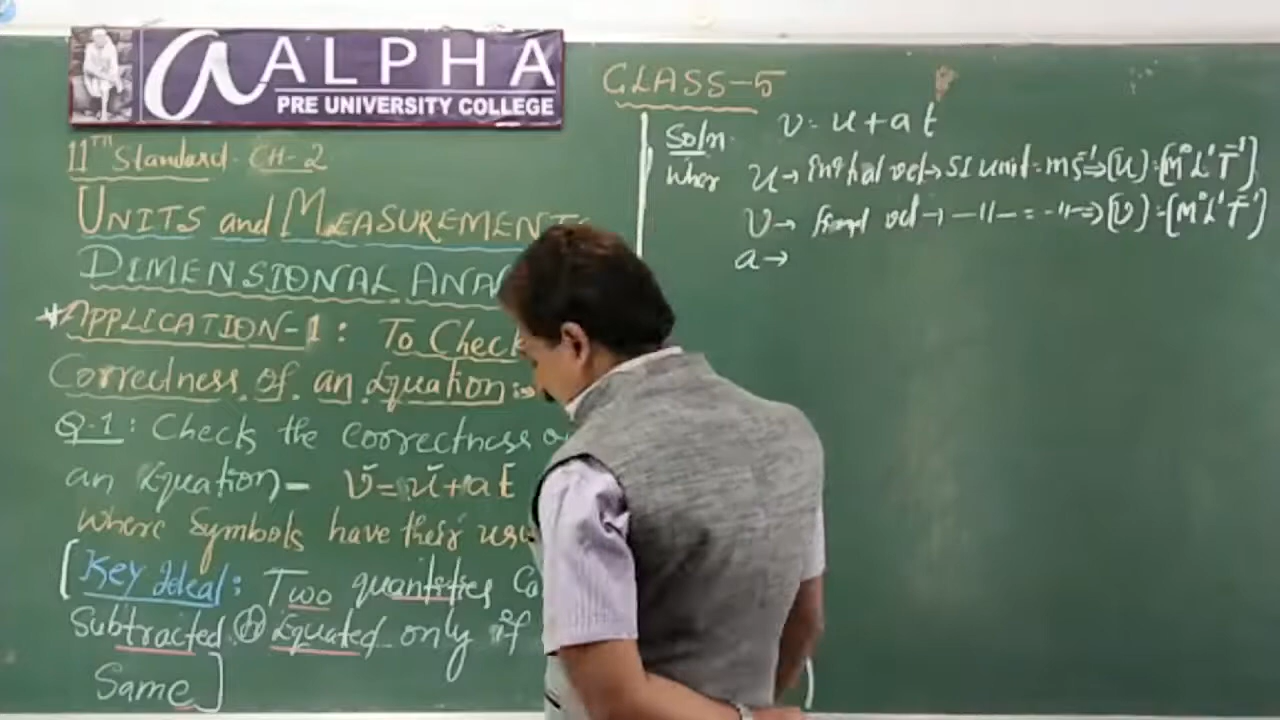 a ALPHA
PRE UNIVERSITY COLLEGE
11TH Standard CH-2
UNITS and MEASUREMENTS
DIMENSIONAL ANA
*APPLICATION-1: To Check
Correctness of an Equation:-
Q-1: Check the correctness o
an Equation- v̄=ū+at
Where Symbols have their usu
[Key Ideal: Two quantities Ca
Subtracted Equated only if
Same]
CLASS-5
Soln. v=u+at
Where u→ initial vel→SI unit=ms⁻¹⇒[u]=[M⁰L¹T⁻¹]
v→ final vel→ —"— = -"-⇒[v]=[M⁰L¹T⁻¹]
a→